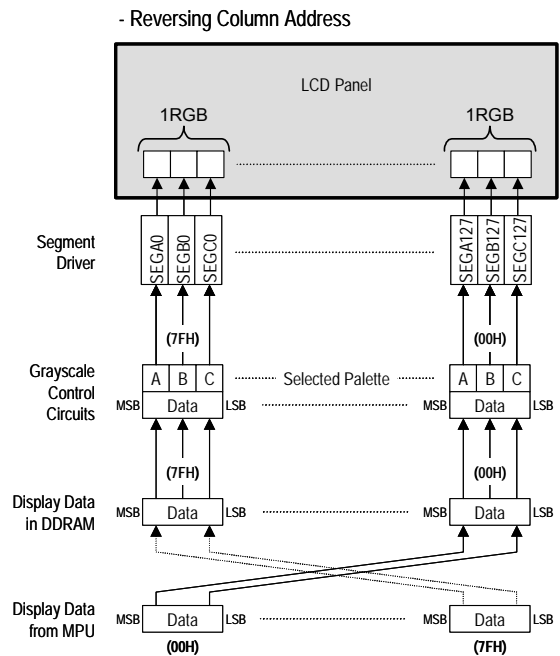 - Reversing Column Address
LCD Panel
1RGB 1RGB
Segment
Driver
SEGA0 SEGB0 SEGC0 SEGA127 SEGB127 SEGC127
(7FH) (00H)
Grayscale
Control
Circuits
A B C Selected Palette A B C
MSB Data LSB MSB Data LSB
(7FH) (00H)
Display Data
in DDRAM
MSB Data LSB MSB Data LSB
Display Data
from MPU
MSB Data LSB MSB Data LSB
(00H) (7FH)